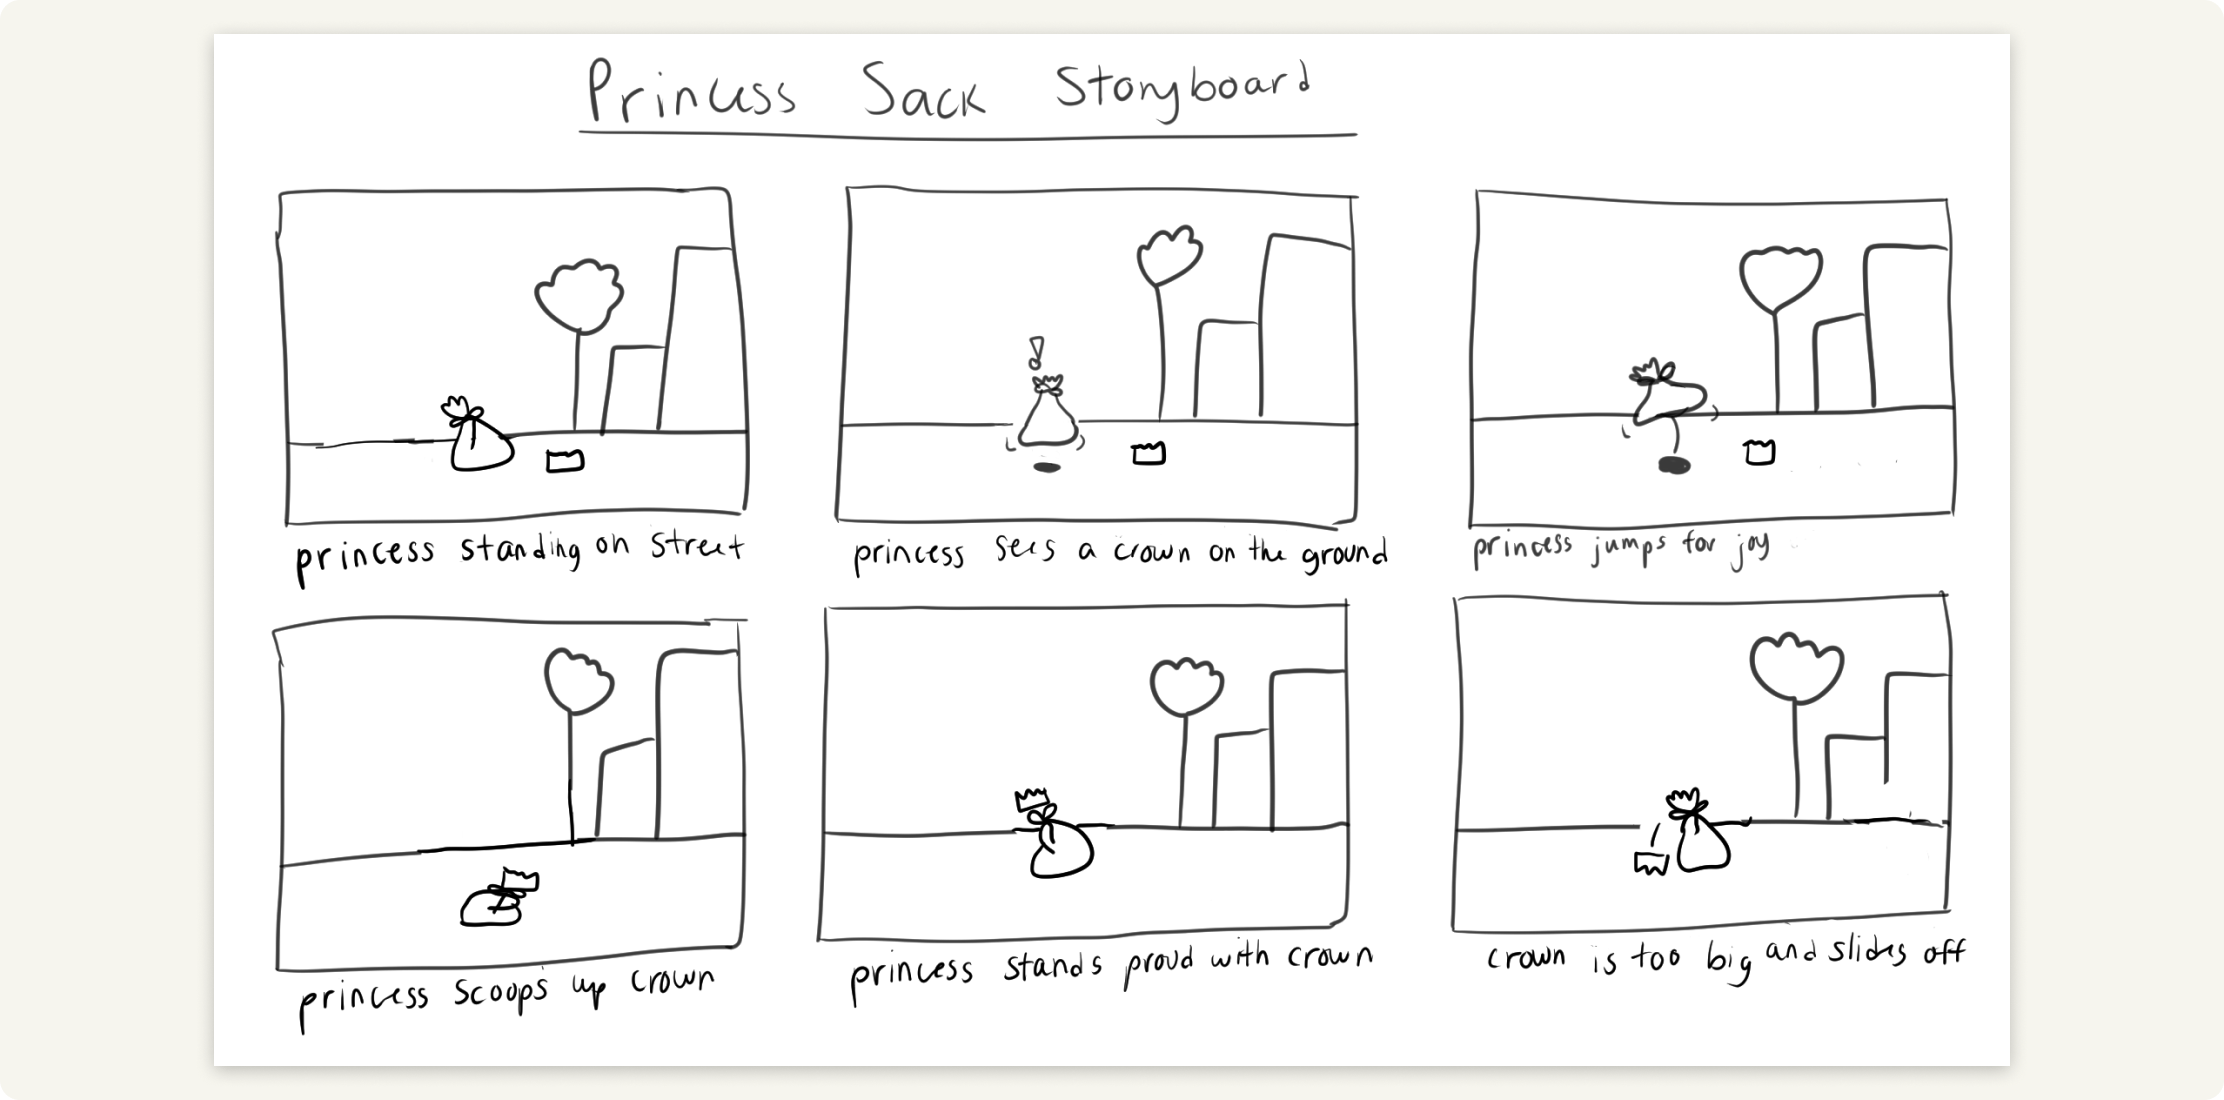 Princess Sack Storyboard
princess standing on street
!
princess sees a crown on the ground
princess jumps for joy
princess scoops up crown
princess stands proud with crown
crown is too big and slides off